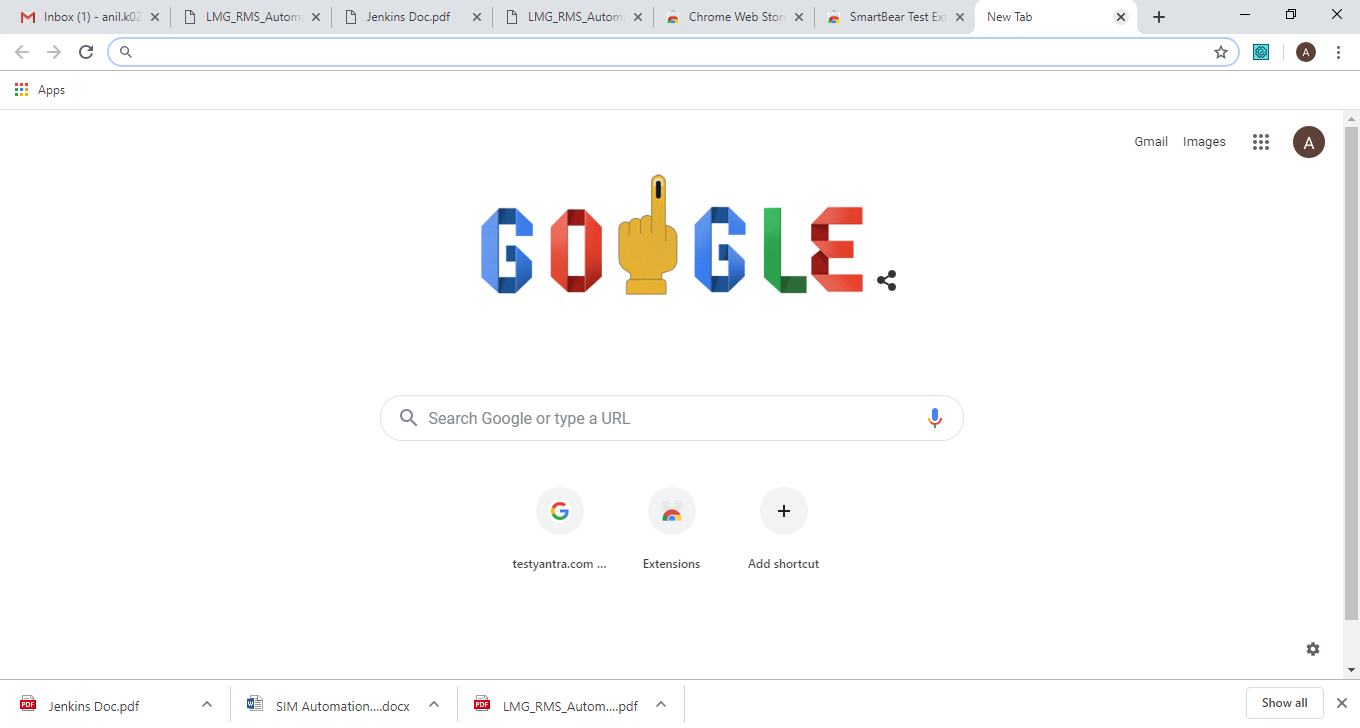 Inbox (1) - anil.k02
LMG_RMS_Autom
Jenkins Doc.pdf
LMG_RMS_Autom
Chrome Web Stor
SmartBear Test Ext
New Tab
A
Apps
Gmail
Images
A
GOOGLE
Search Google or type a URL
testyantra.com ...
Extensions
Add shortcut
Jenkins Doc.pdf
SIM Automation....docx
LMG_RMS_Autom....pdf
Show all